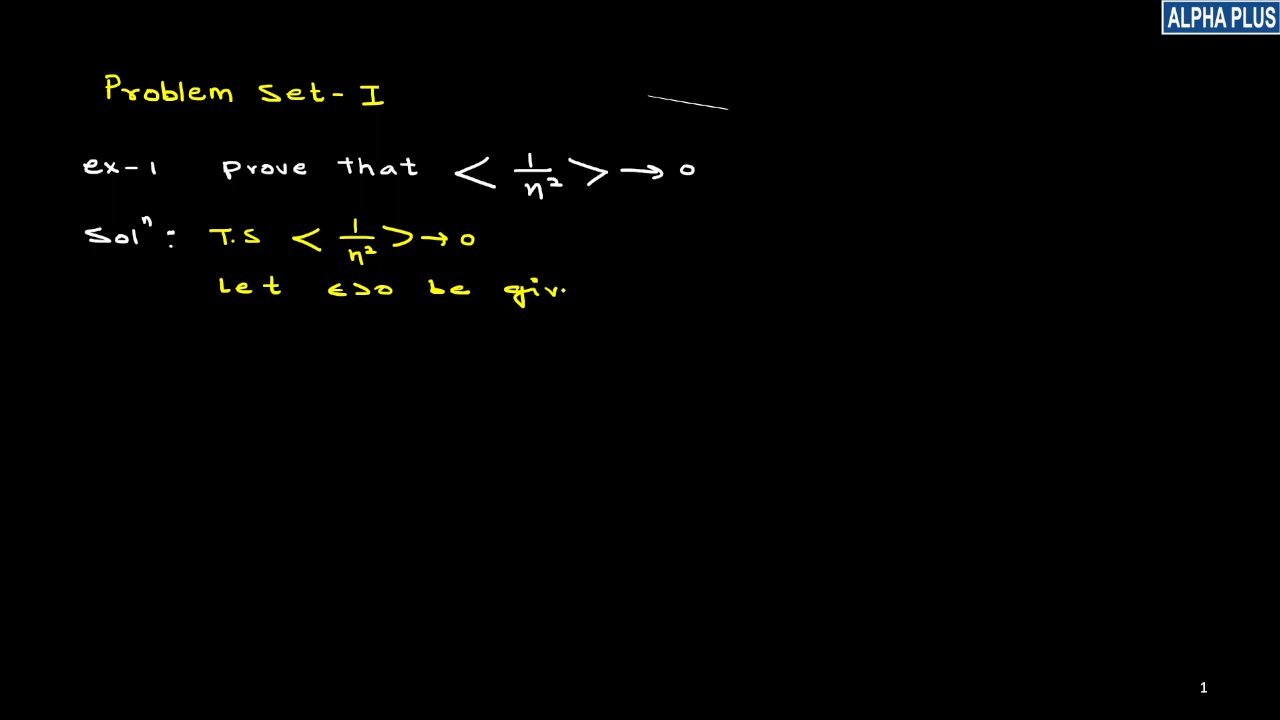 ALPHA PLUS
Problem Set - I
ex-1 prove that < 1/n² > → 0
Solⁿ: T.S < 1/n² > → 0
Let ε>0 be giv
1